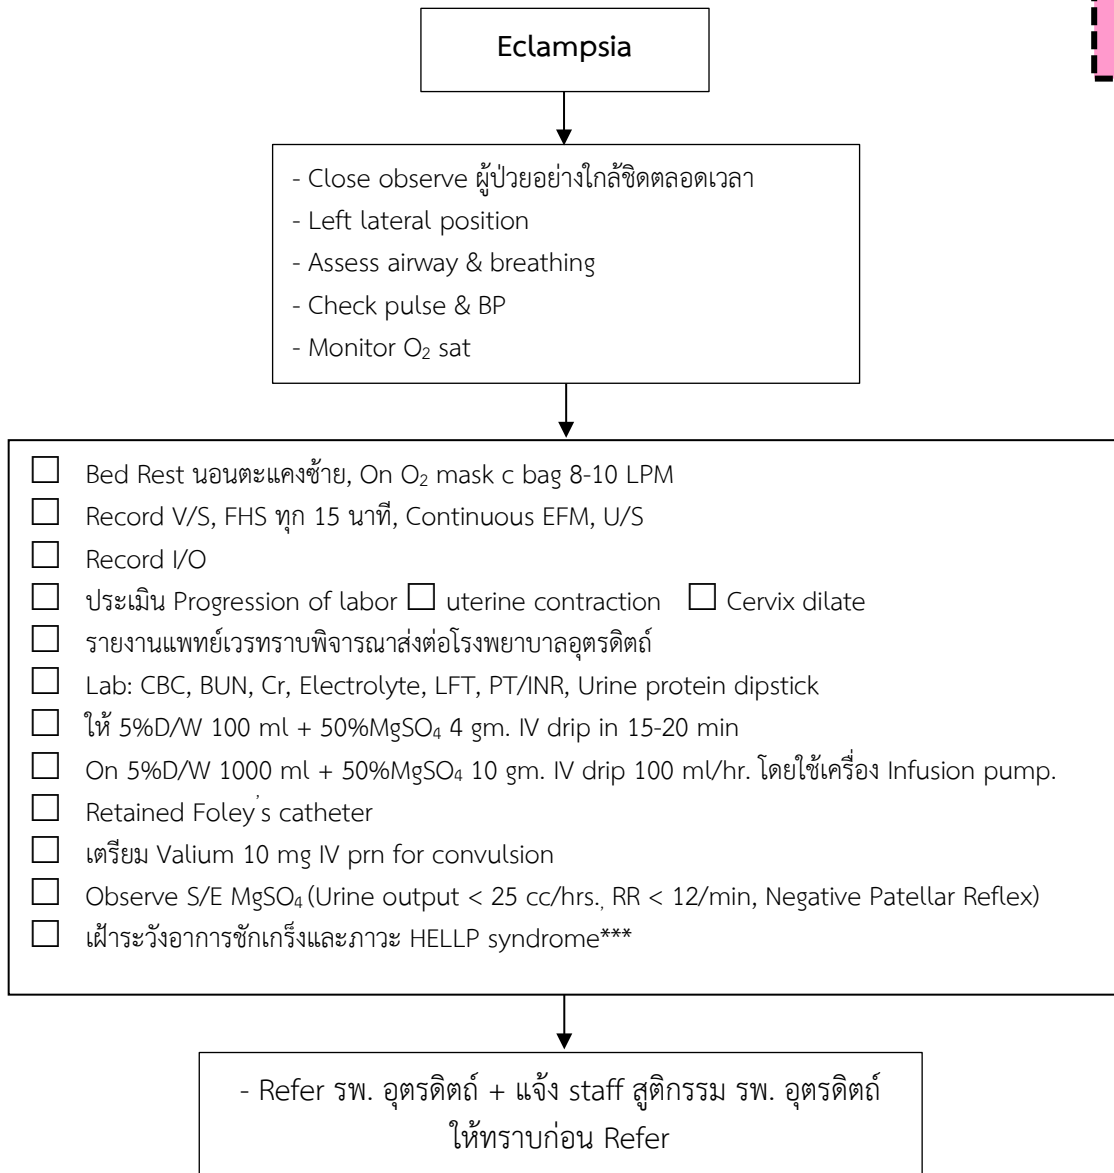 Eclampsia
- Close observe ผู้ป่วยอย่างใกล้ชิดตลอดเวลา
- Left lateral position
- Assess airway & breathing
- Check pulse & BP
- Monitor O₂ sat
☐ Bed Rest นอนตะแคงซ้าย, On O₂ mask c bag 8-10 LPM
☐ Record V/S, FHS ทุก 15 นาที, Continuous EFM, U/S
☐ Record I/O
☐ ประเมิน Progression of labor ☐ uterine contraction ☐ Cervix dilate
☐ รายงานแพทย์เวรทราบพิจารณาส่งต่อโรงพยาบาลอุตรดิตถ์
☐ Lab: CBC, BUN, Cr, Electrolyte, LFT, PT/INR, Urine protein dipstick
☐ ให้ 5%D/W 100 ml + 50%MgSO₄ 4 gm. IV drip in 15-20 min
☐ On 5%D/W 1000 ml + 50%MgSO₄ 10 gm. IV drip 100 ml/hr. โดยใช้เครื่อง Infusion pump.
☐ Retained Foley's catheter
☐ เตรียม Valium 10 mg IV prn for convulsion
☐ Observe S/E MgSO₄ (Urine output < 25 cc/hrs., RR < 12/min, Negative Patellar Reflex)
☐ เฝ้าระวังอาการชักเกร็งและภาวะ HELLP syndrome***
- Refer รพ. อุตรดิตถ์ + แจ้ง staff สูติกรรม รพ. อุตรดิตถ์
ให้ทราบก่อน Refer